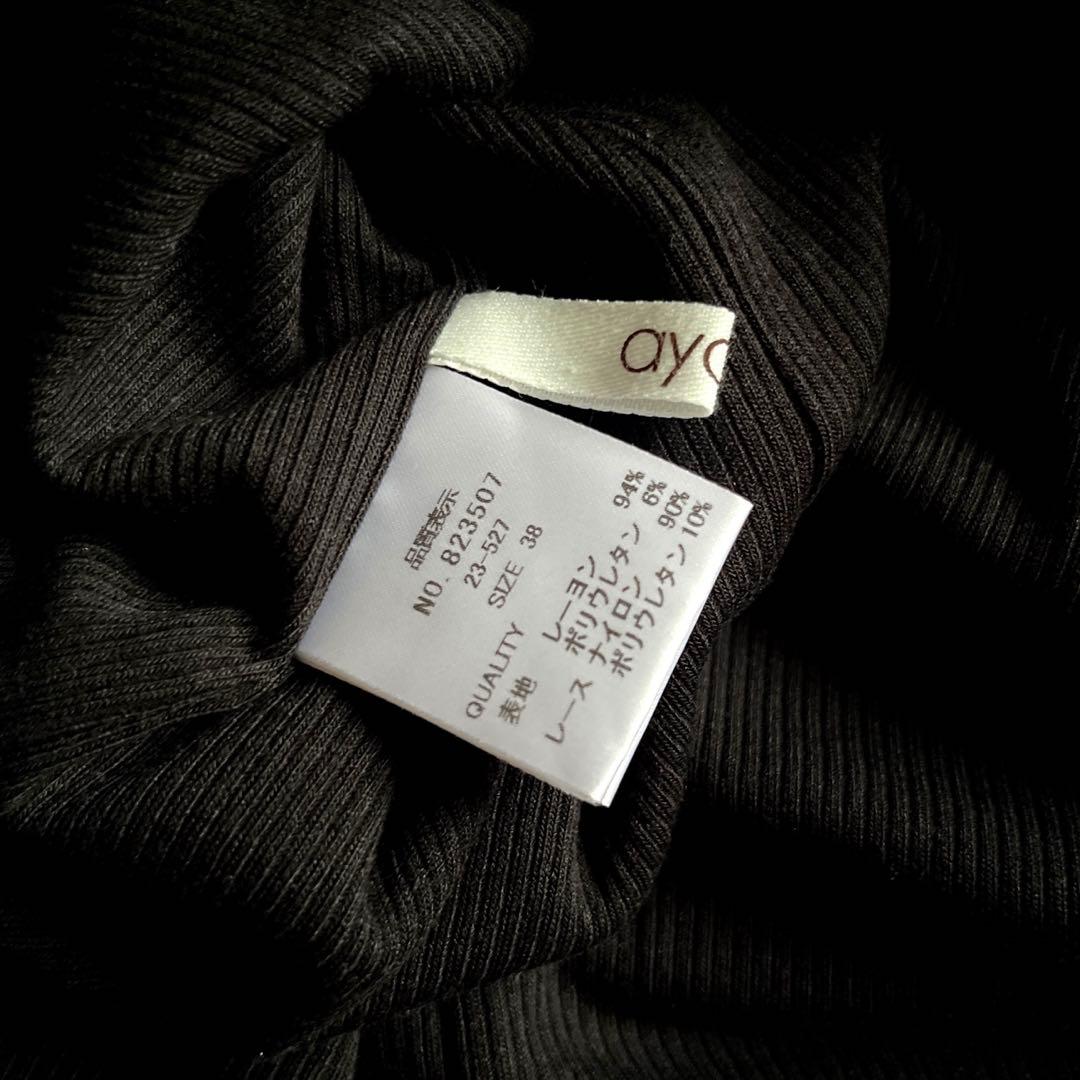 ay
品質表示
NO. 823507
23-527
SIZE 38
QUALITY
表地 レーヨン 94%
ポリウレタン 6%
レース ナイロン 90%
ポリウレタン 10%